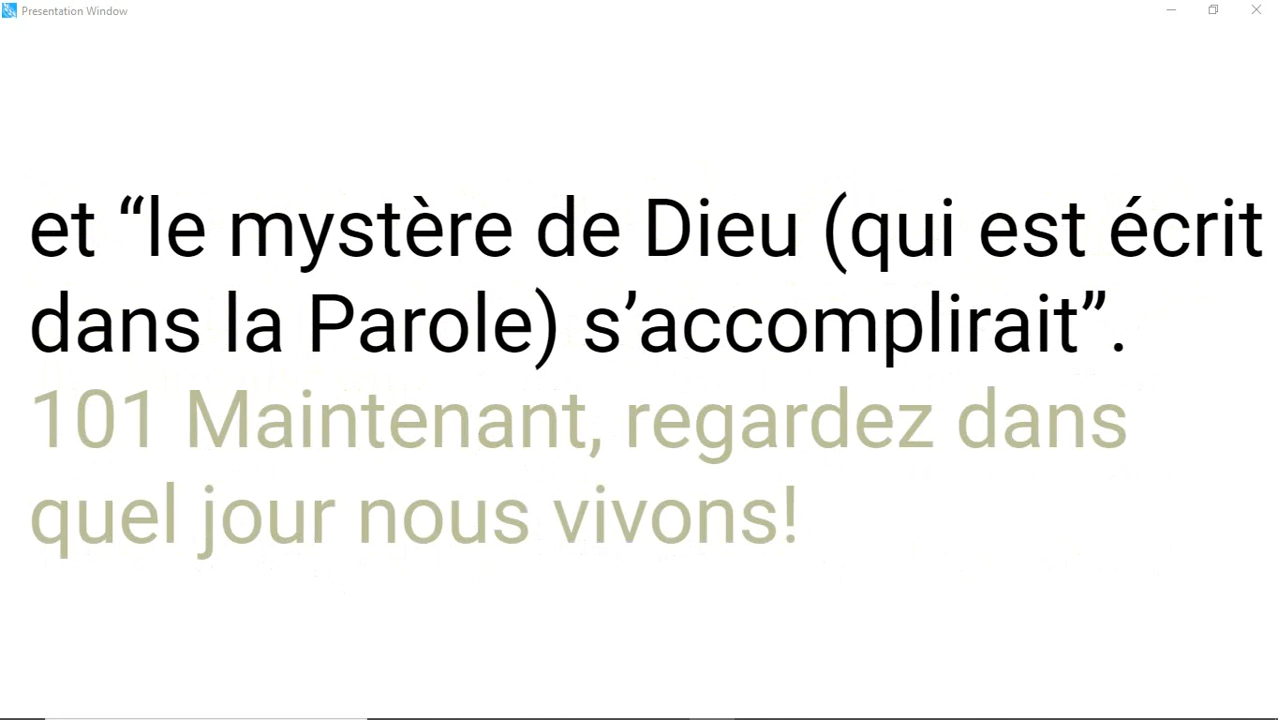 Presentation Window
et “le mystère de Dieu (qui est écrit
dans la Parole) s’accomplirait”.
101 Maintenant, regardez dans
quel jour nous vivons!